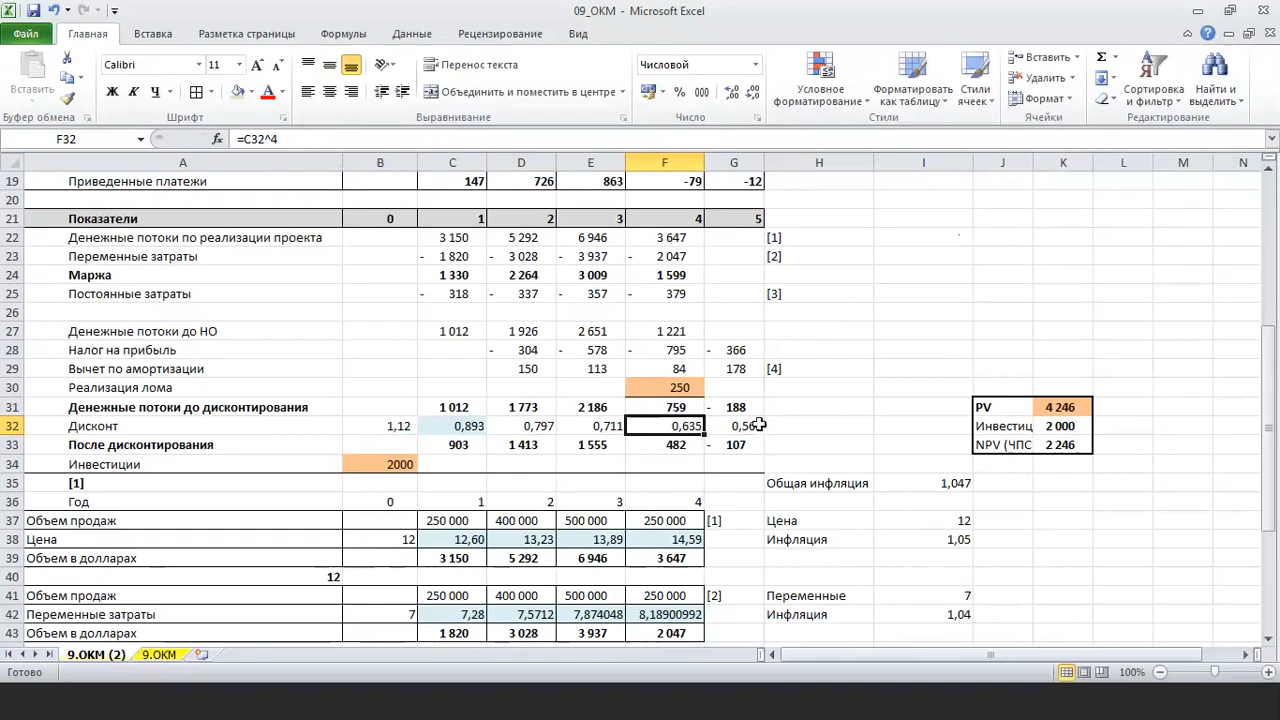 09_ОКМ - Microsoft Excel
Файл Главная Вставка Разметка страницы Формулы Данные Рецензирование Вид
Calibri 11 Перенос текста Числовой Вставить
Вставить Ж К Ч Объединить и поместить в центре % 000 Условное форматирование Форматировать как таблицу Стили ячеек Удалить Формат Сортировка и фильтр Найти и выделить
Буфер обмена Шрифт Выравнивание Число Стили Ячейки Редактирование
F32 fx =C32^4
A B C D E F G H I J K L M N
19 Приведенные платежи 147 726 863 -79 -12
20
21 Показатели 0 1 2 3 4 5
22 Денежные потоки по реализации проекта 3 150 5 292 6 946 3 647 [1]
23 Переменные затраты - 1 820 - 3 028 - 3 937 - 2 047 [2]
24 Маржа 1 330 2 264 3 009 1 599
25 Постоянные затраты - 318 - 337 - 357 - 379 [3]
26
27 Денежные потоки до НО 1 012 1 926 2 651 1 221
28 Налог на прибыль - 304 - 578 - 795 - 366
29 Вычет по амортизации 150 113 84 178 [4]
30 Реализация лома 250
31 Денежные потоки до дисконтирования 1 012 1 773 2 186 759 - 188 PV 4 246
32 Дисконт 1,12 0,893 0,797 0,711 0,635 0,56 Инвестиц 2 000
33 После дисконтирования 903 1 413 1 555 482 - 107 NPV (ЧПС 2 246
34 Инвестиции 2000
35 [1] Общая инфляция 1,047
36 Год 0 1 2 3 4
37 Объем продаж 250 000 400 000 500 000 250 000 [1] Цена 12
38 Цена 12 12,60 13,23 13,89 14,59 Инфляция 1,05
39 Объем в долларах 3 150 5 292 6 946 3 647
40 12
41 Объем продаж 250 000 400 000 500 000 250 000 [2] Переменные 7
42 Переменные затраты 7 7,28 7,5712 7,874048 8,18900992 Инфляция 1,04
43 Объем в долларах 1 820 3 028 3 937 2 047
9.ОКМ (2) 9.ОКМ
Готово 100%